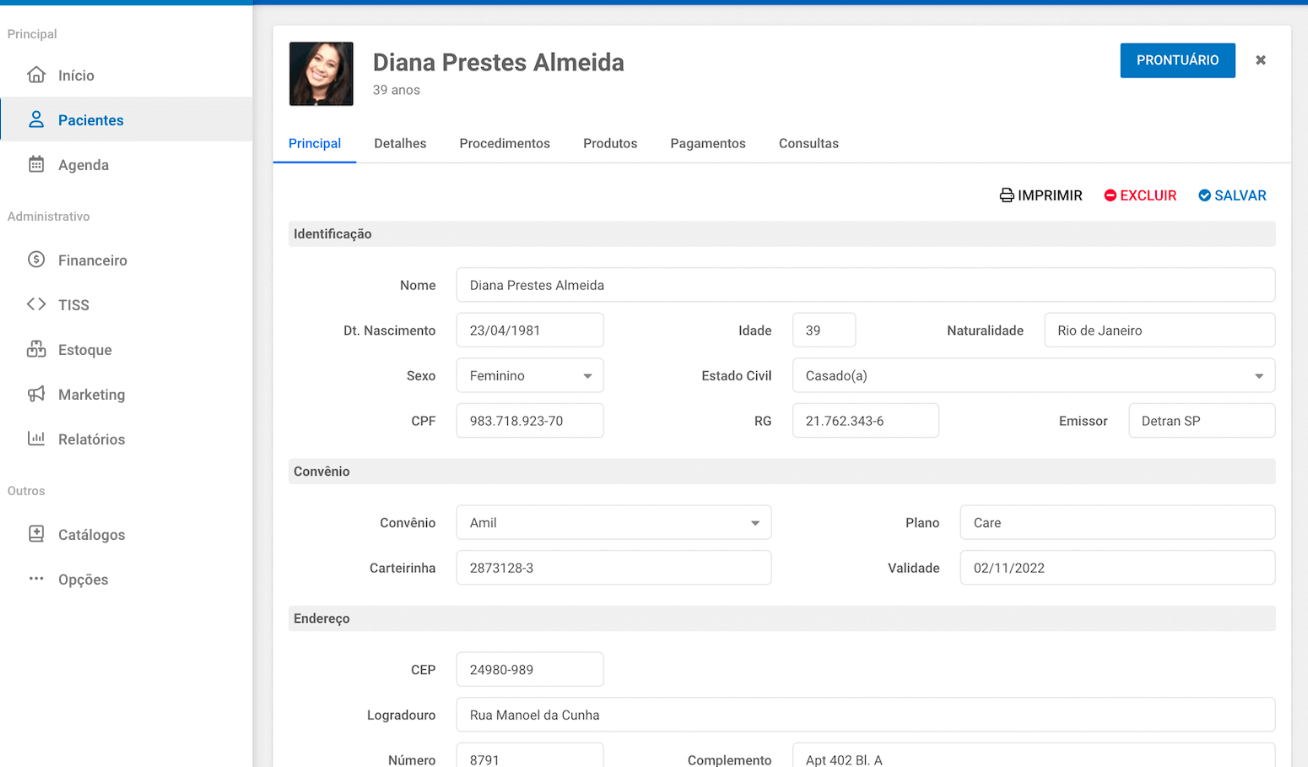 Principal
Início
Pacientes
Agenda
Administrativo
Financeiro
TISS
Estoque
Marketing
Relatórios
Outros
Catálogos
Opções
Diana Prestes Almeida
39 anos
PRONTUÁRIO
Principal Detalhes Procedimentos Produtos Pagamentos Consultas
IMPRIMIR EXCLUIR SALVAR
Identificação
Nome Diana Prestes Almeida
Dt. Nascimento 23/04/1981 Idade 39 Naturalidade Rio de Janeiro
Sexo Feminino Estado Civil Casado(a)
CPF 983.718.923-70 RG 21.762.343-6 Emissor Detran SP
Convênio
Convênio Amil Plano Care
Carteirinha 2873128-3 Validade 02/11/2022
Endereço
CEP 24980-989
Logradouro Rua Manoel da Cunha
Número 8791 Complemento Apt 402 Bl. A